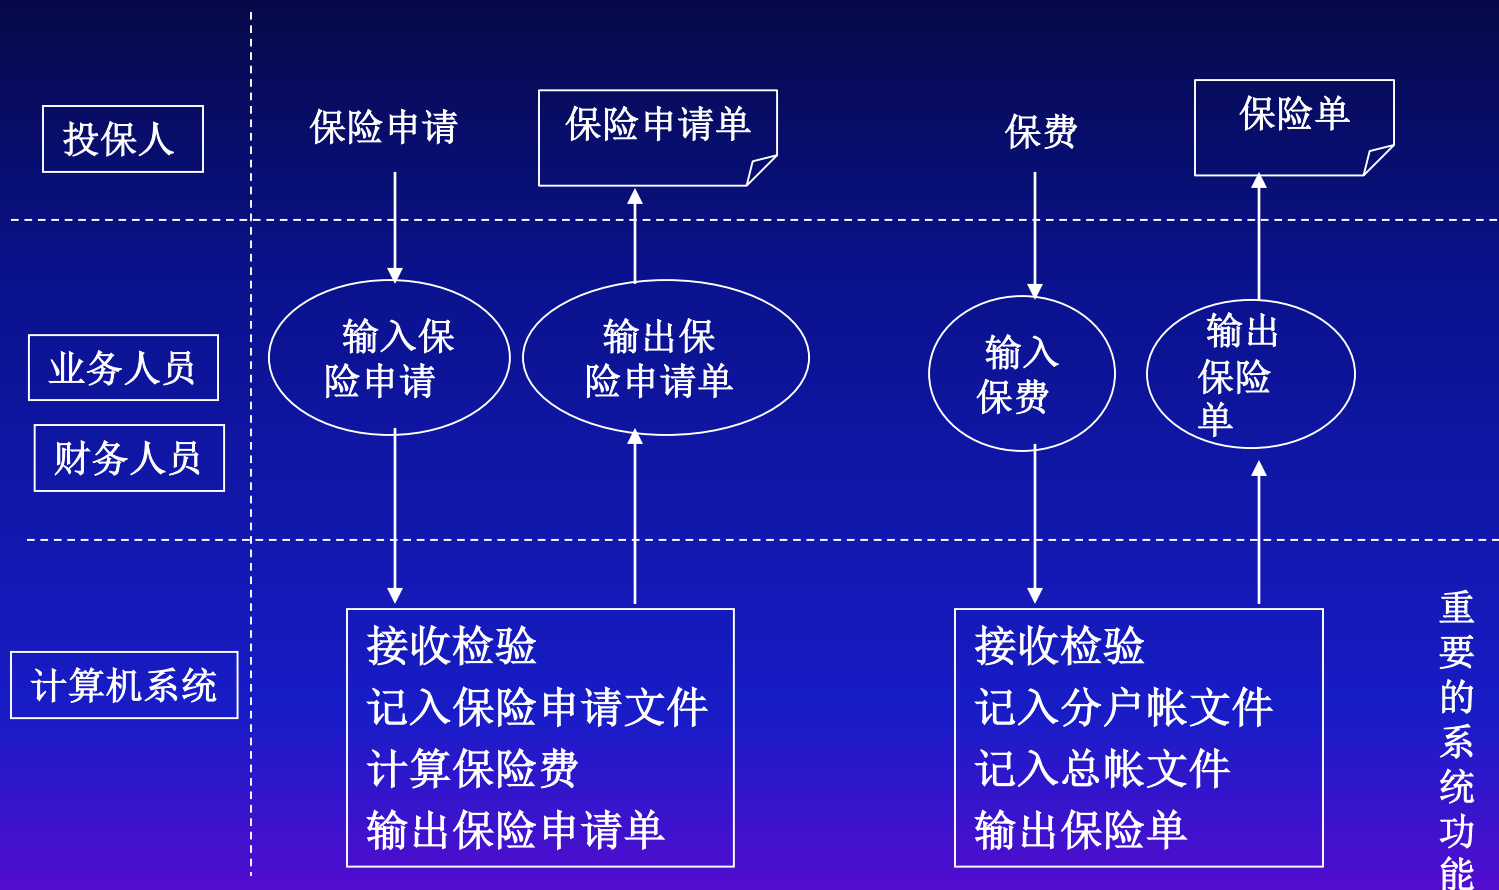 投保人
保险申请
保险申请单
保费
保险单
业务人员
财务人员
输入保
险申请
输出保
险申请单
输入
保费
输出
保险
单
计算机系统
接收检验
记入保险申请文件
计算保险费
输出保险申请单
接收检验
记入分户帐文件
记入总帐文件
输出保险单
重要的系统功能